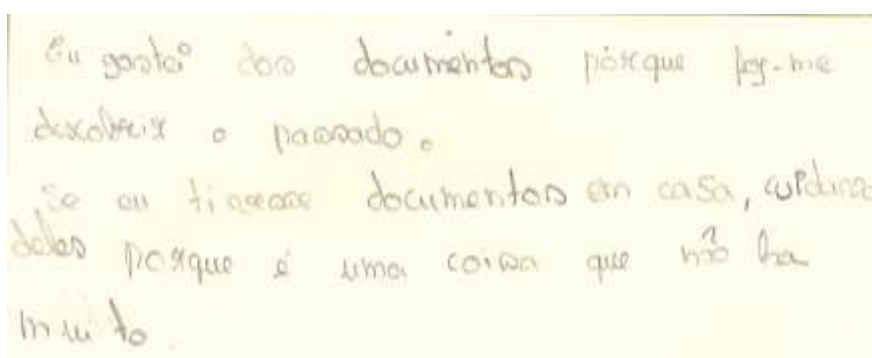 Eu gostei dos documentos porque fez-me
descobrir o passado.
Se eu tivesse documentos em casa, cuidava
deles porque é uma coisa que não ha
muito